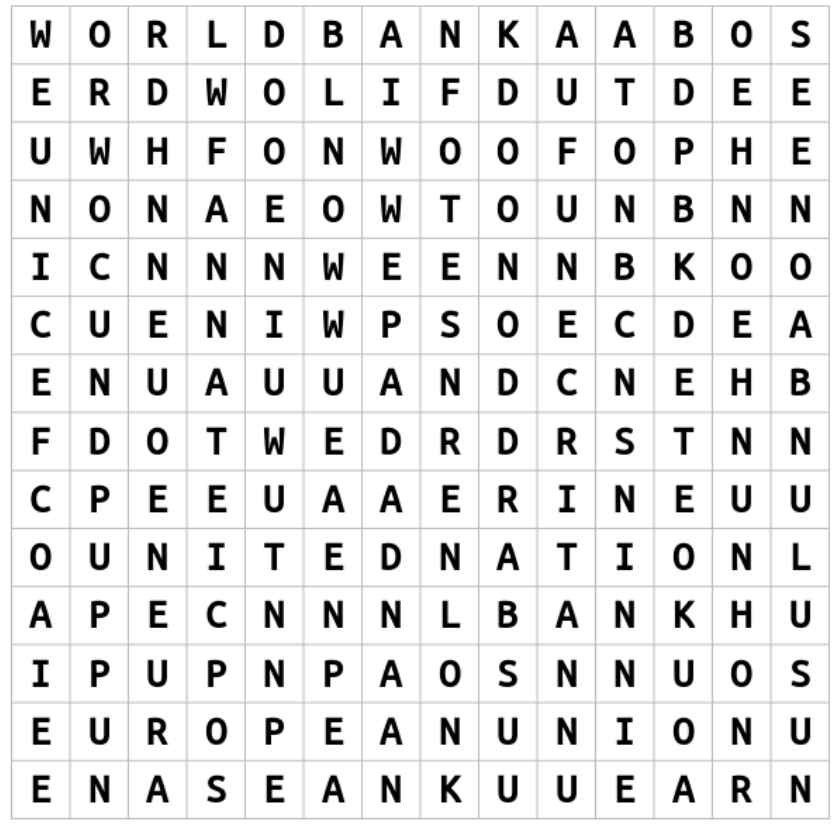 W O R L D B A N K A A B O S
E R D W O L I F D U T D E E
U W H F O N W O O F O P H E
N O N A E O W T O U N B N N
I C N N N W E E N N B K O O
C U E N I W P S O E C D E A
E N U A U U A N D C N E H B
F D O T W E D R D R S T N N
C P E E U A A E R I N E U U
O U N I T E D N A T I O N L
A P E C N N N L B A N K H U
I P U P N P A O S N N U O S
E U R O P E A N U N I O N U
E N A S E A N K U U E A R N